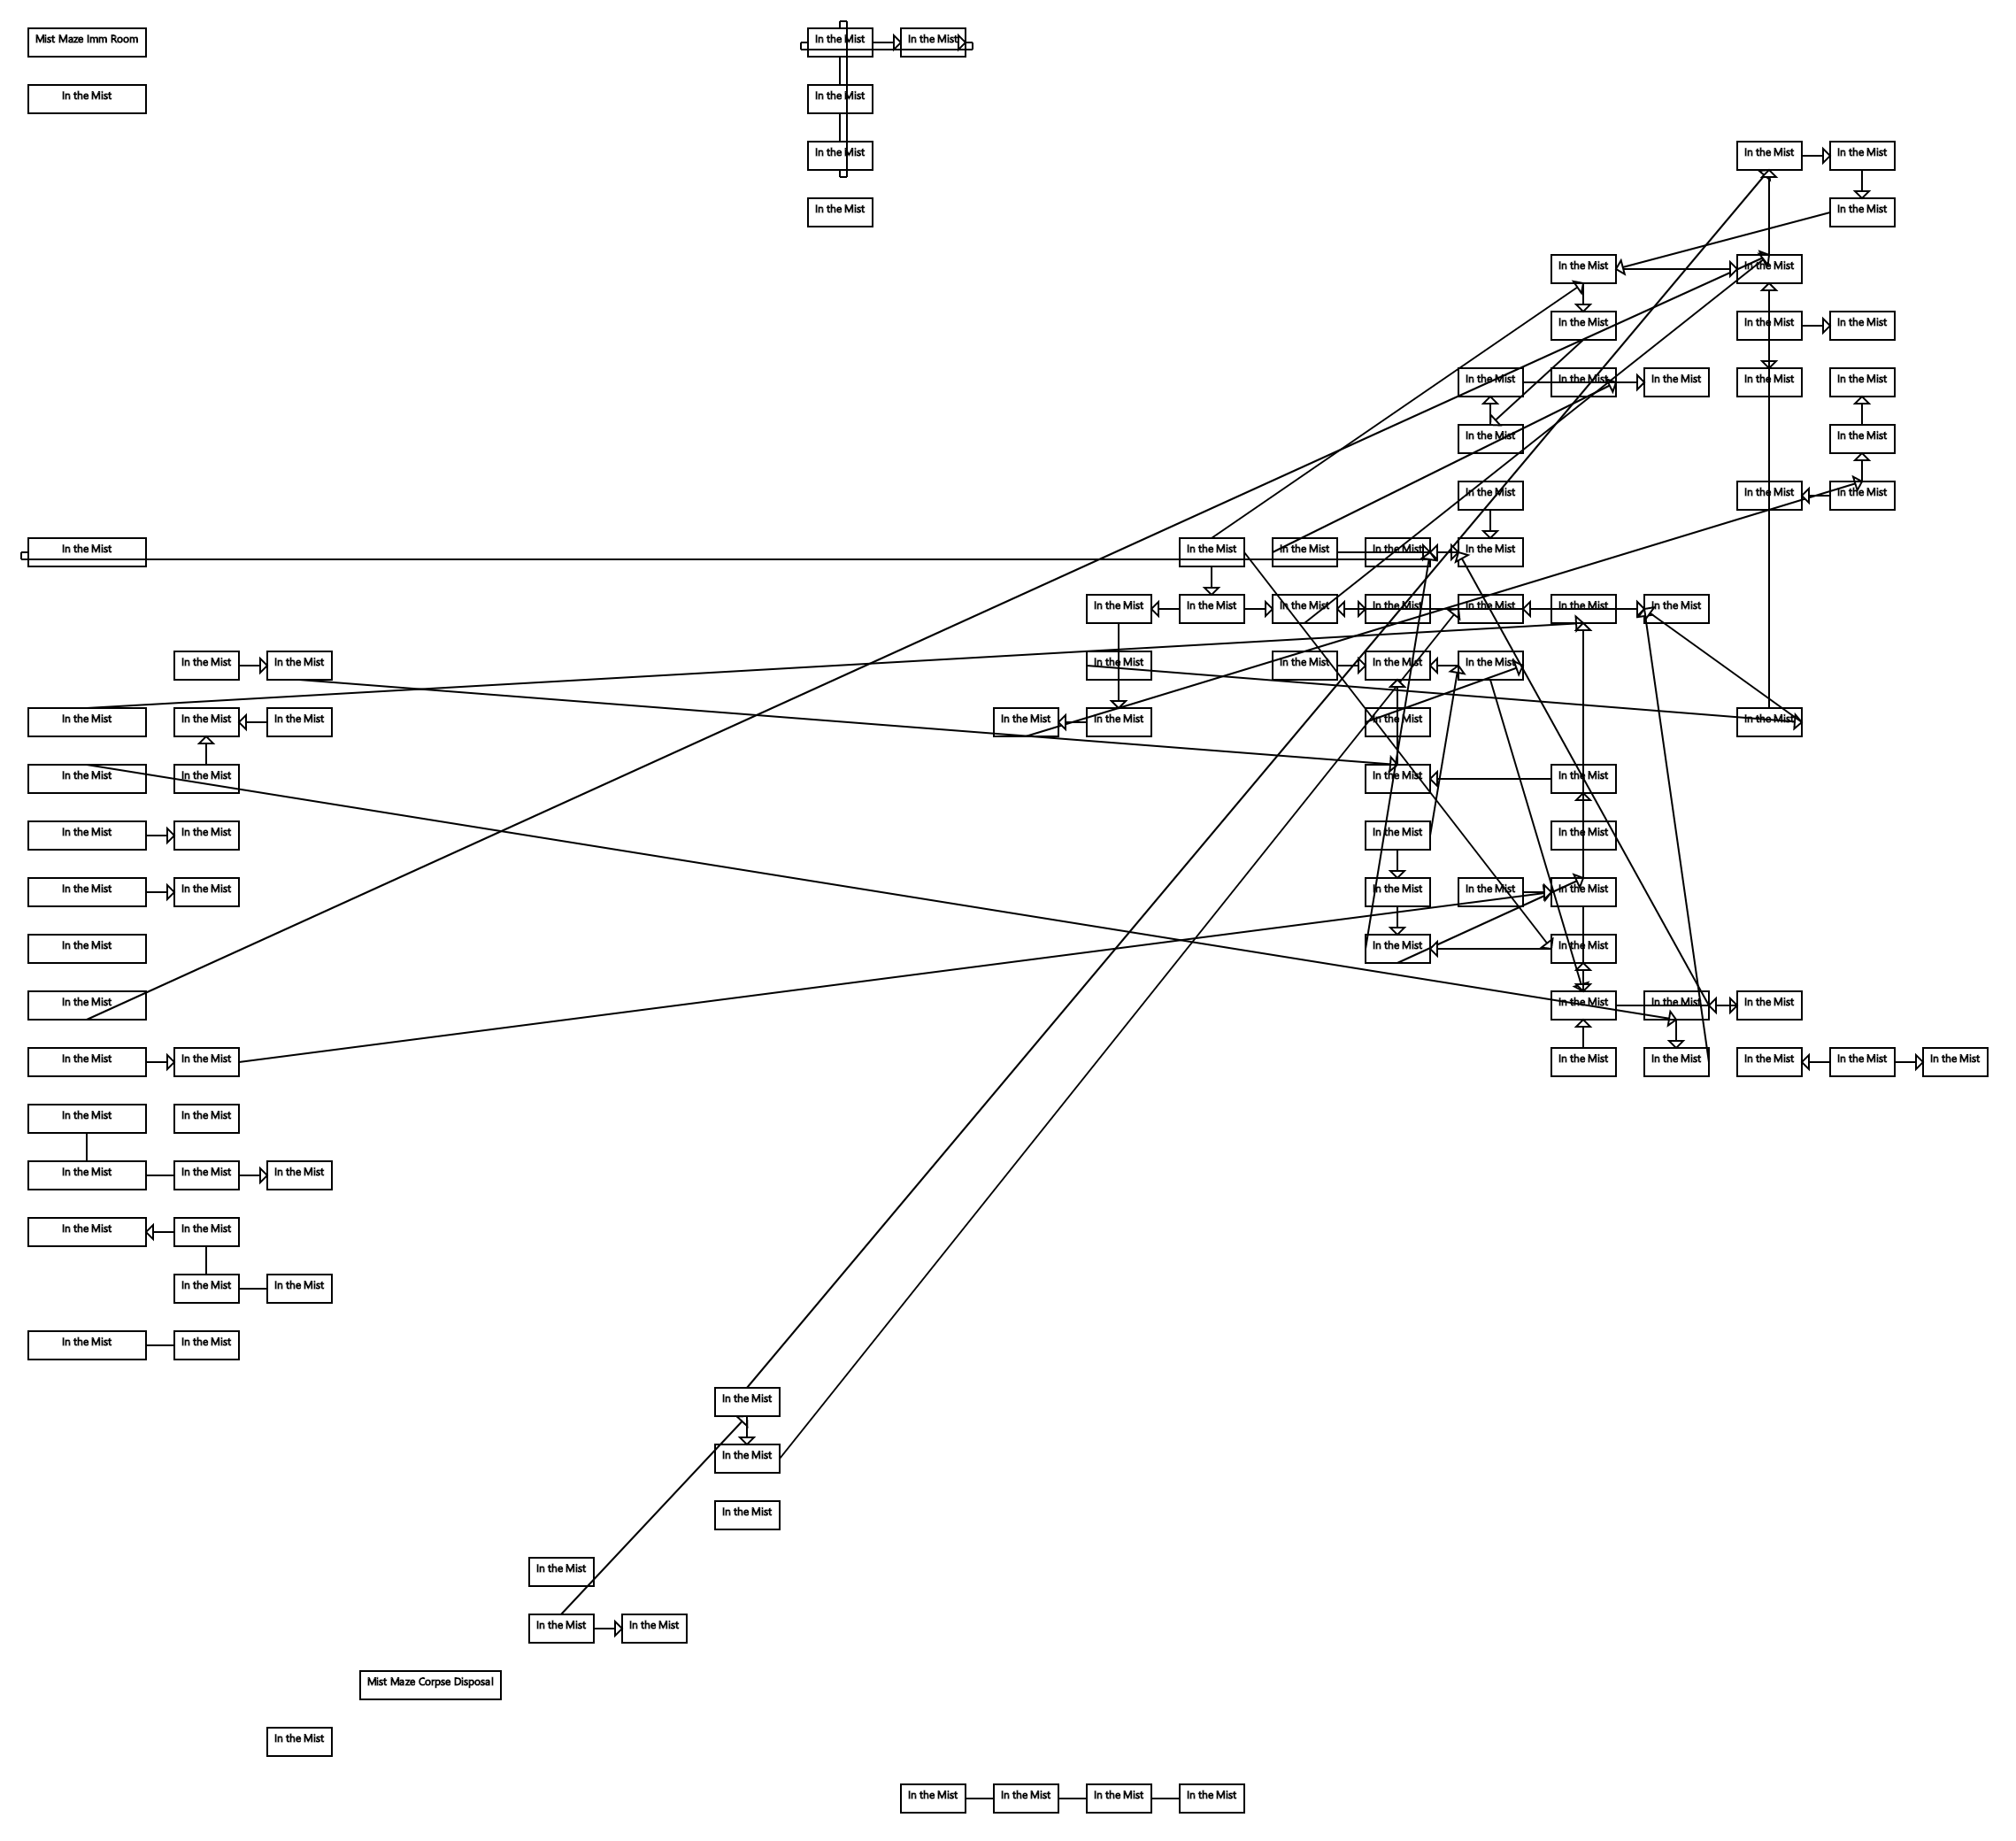 Mist Maze Imm Room In the Mist In the Mist
In the Mist In the Mist
In the Mist In the Mist In the Mist
In the Mist In the Mist
In the Mist In the Mist
In the Mist In the Mist In the Mist
In the Mist In the Mist In the Mist In the Mist In the Mist
In the Mist In the Mist
In the Mist In the Mist In the Mist
In the Mist In the Mist In the Mist In the Mist In the Mist
In the Mist In the Mist In the Mist In the Mist In the Mist In the Mist In the Mist
In the Mist In the Mist In the Mist In the Mist In the Mist In the Mist
In the Mist In the Mist In the Mist In the Mist In the Mist In the Mist In the Mist
In the Mist In the Mist In the Mist In the Mist
In the Mist In the Mist In the Mist In the Mist
In the Mist In the Mist In the Mist In the Mist In the Mist
In the Mist In the Mist In the Mist
In the Mist In the Mist In the Mist In the Mist
In the Mist In the Mist In the Mist In the Mist In the Mist In the Mist In the Mist
In the Mist In the Mist
In the Mist In the Mist In the Mist
In the Mist In the Mist
In the Mist In the Mist
In the Mist In the Mist
In the Mist
In the Mist
In the Mist
In the Mist
In the Mist In the Mist
Mist Maze Corpse Disposal
In the Mist
In the Mist In the Mist In the Mist In the Mist